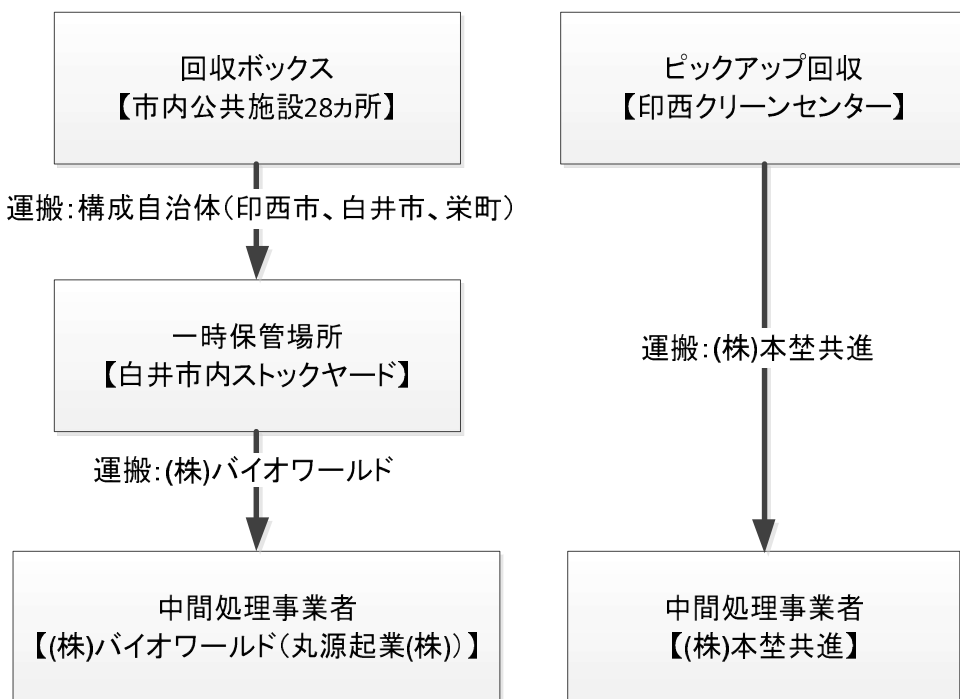 回収ボックス
【市内公共施設28ヵ所】
運搬：構成自治体（印西市、白井市、栄町）
一時保管場所
【白井市内ストックヤード】
運搬：(株)バイオワールド
中間処理事業者
【(株)バイオワールド（丸源起業(株)）】
ピックアップ回収
【印西クリーンセンター】
運搬：(株)本埜共進
中間処理事業者
【(株)本埜共進】